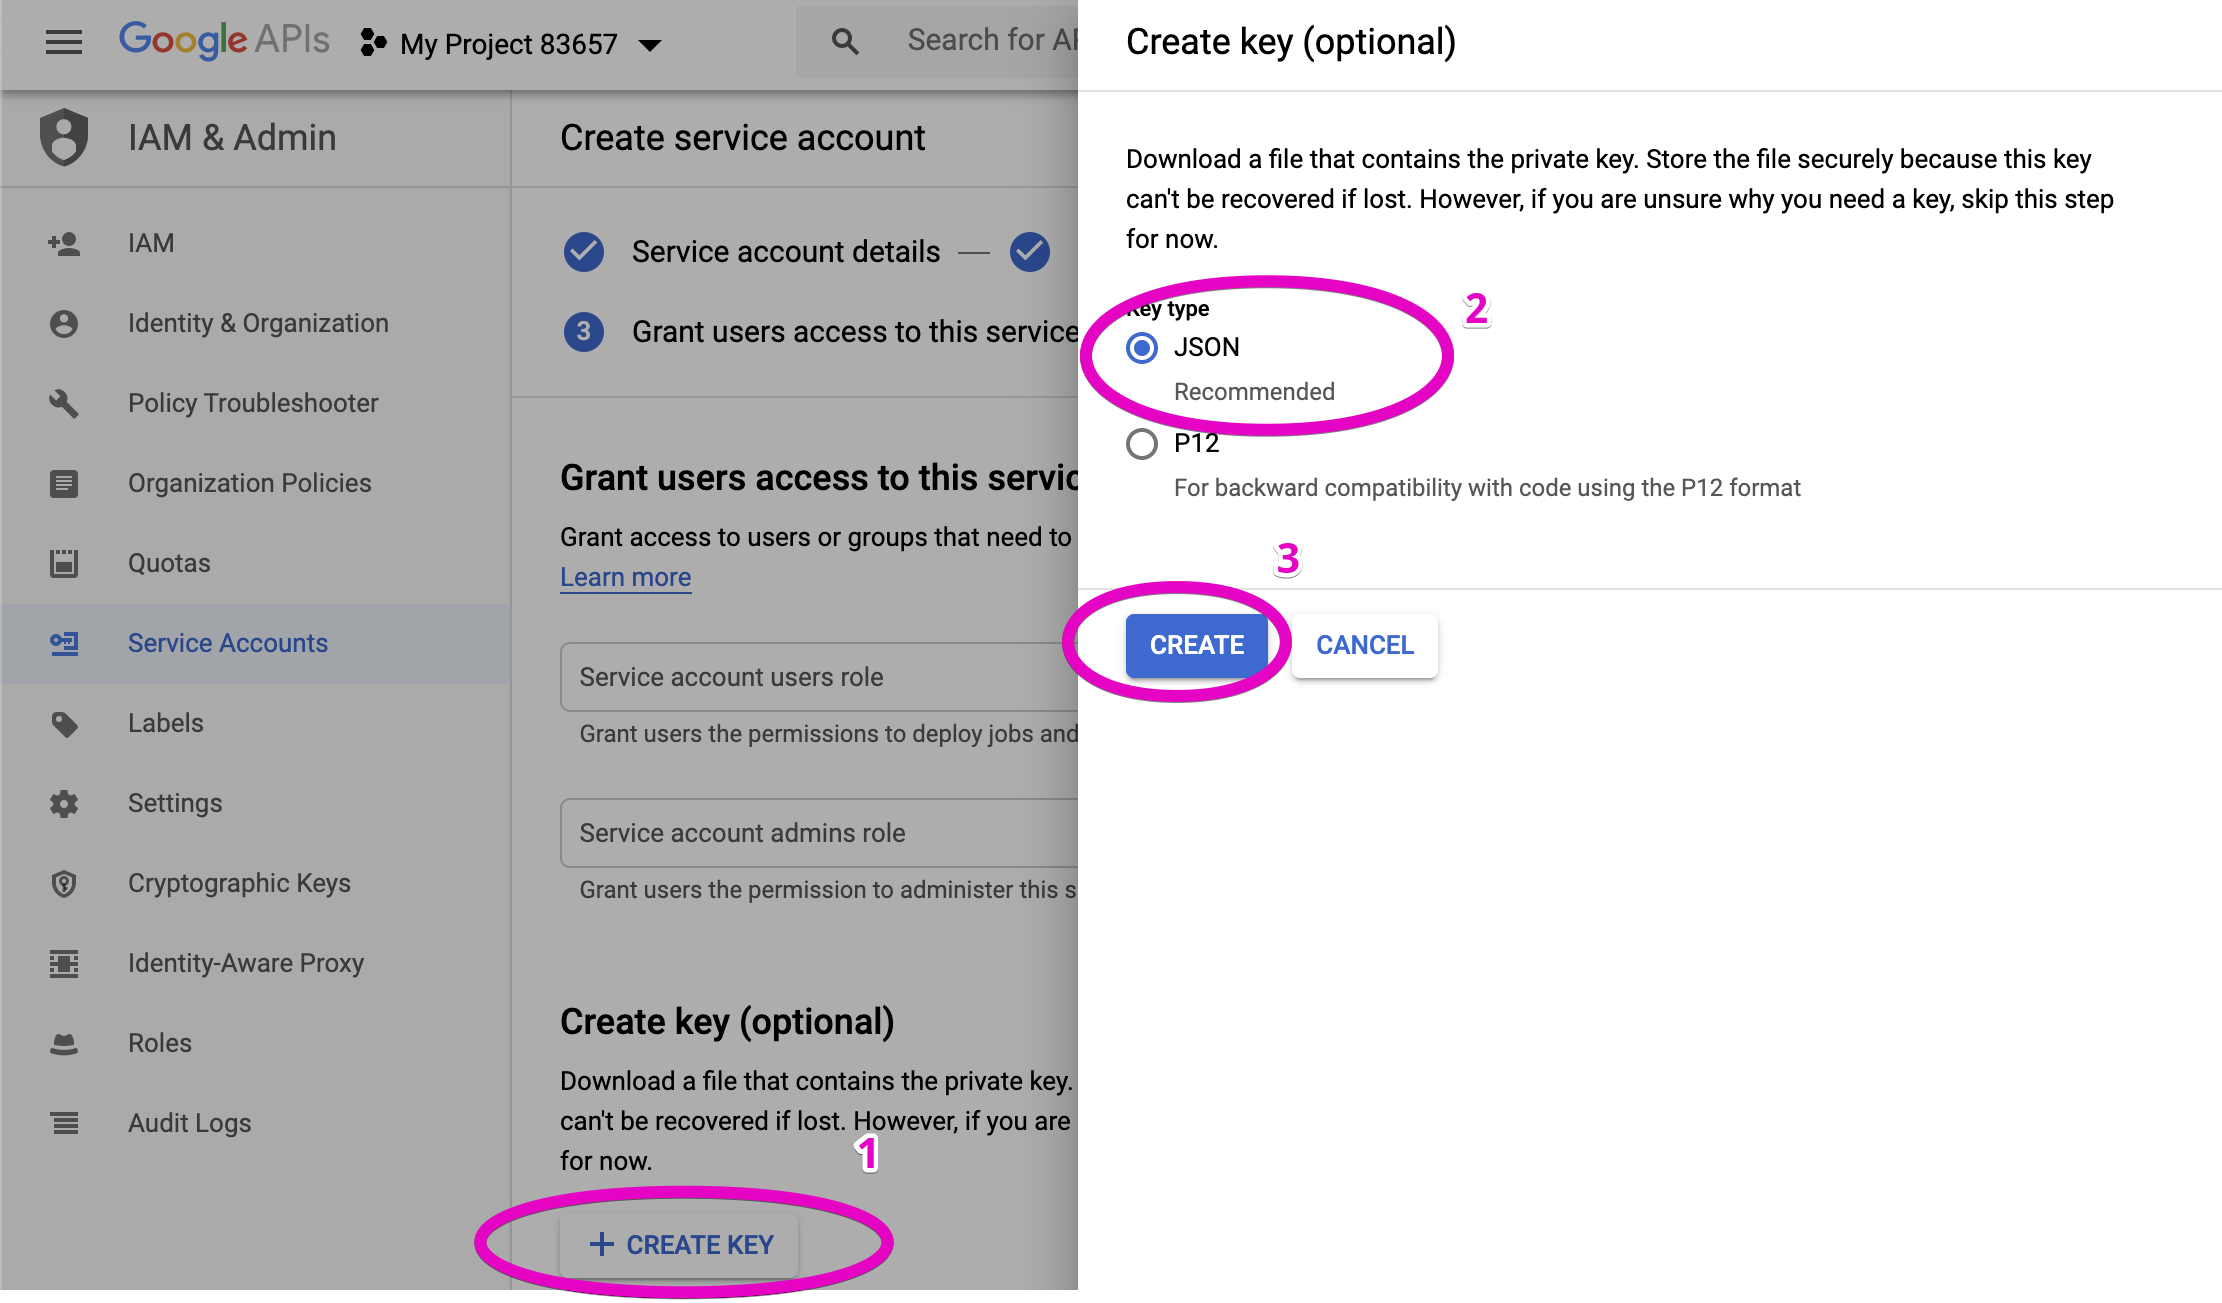 Google APIs
My Project 83657
Search for AP
IAM & Admin
IAM
Identity & Organization
Policy Troubleshooter
Organization Policies
Quotas
Service Accounts
Labels
Settings
Cryptographic Keys
Identity-Aware Proxy
Roles
Audit Logs
Create service account
Service account details
3 Grant users access to this service
Grant users access to this servic
Grant access to users or groups that need to
Learn more
Service account users role
Grant users the permissions to deploy jobs and
Service account admins role
Grant users the permission to administer this s
Create key (optional)
Download a file that contains the private key.
can't be recovered if lost. However, if you are
for now.
1
+ CREATE KEY
Create key (optional)
Download a file that contains the private key. Store the file securely because this key
can't be recovered if lost. However, if you are unsure why you need a key, skip this step
for now.
Key type
2
JSON
Recommended
P12
For backward compatibility with code using the P12 format
3
CREATE
CANCEL